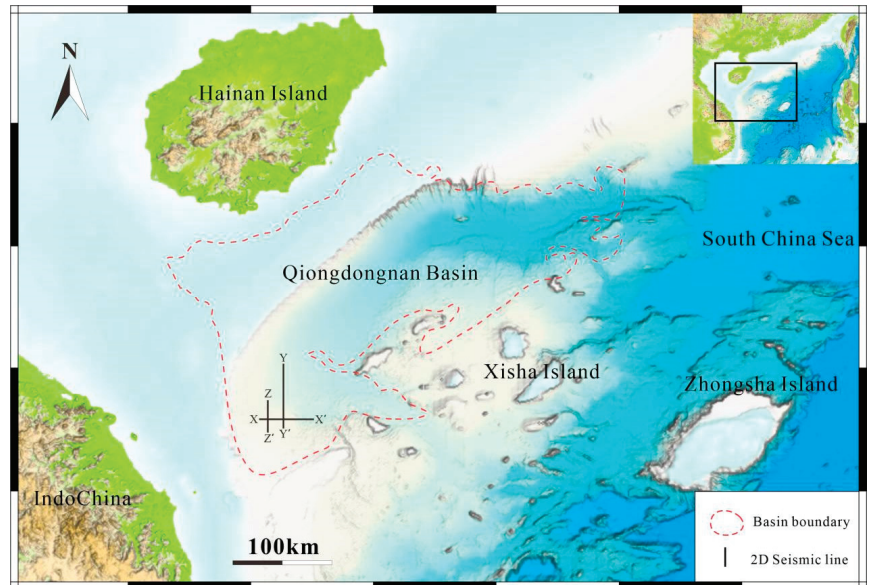 N
Hainan Island
South China Sea
Qiongdongnan Basin
Y
Xisha Island
Zhongsha Island
Z
X X'
Y'
Z'
IndoChina
Basin boundary
100km
2D Seismic line